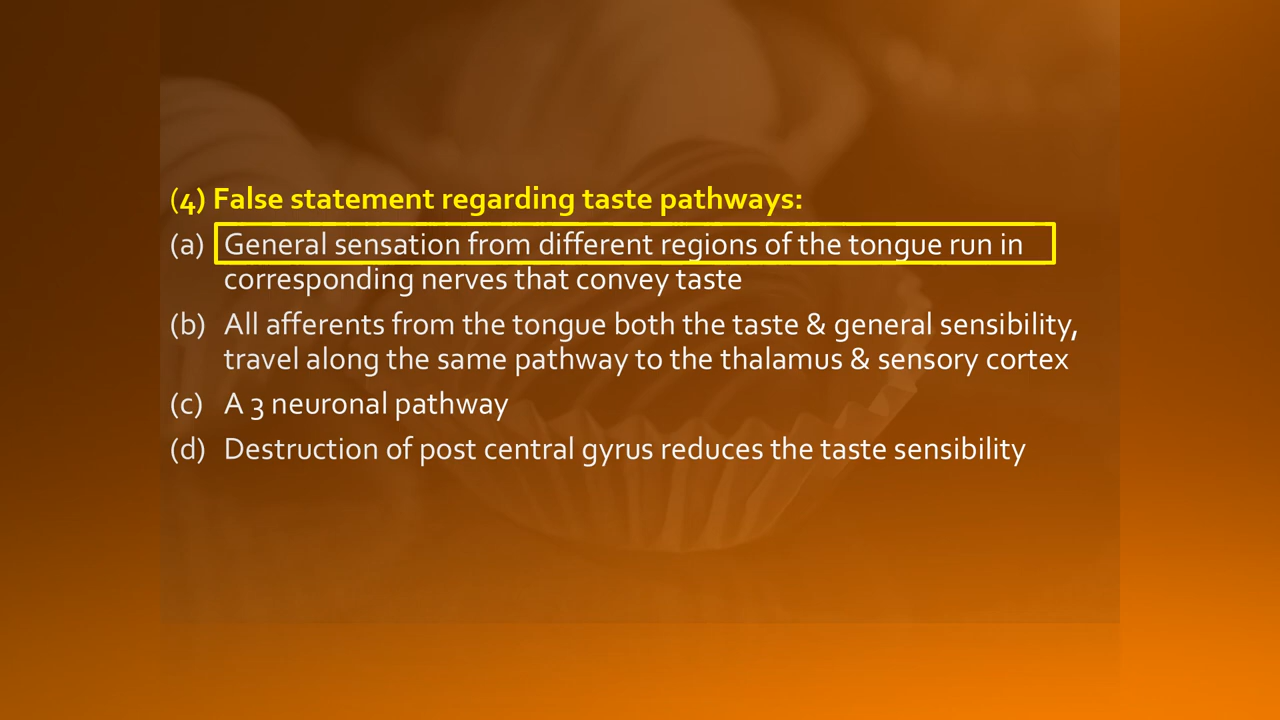 (4) False statement regarding taste pathways:
(a) General sensation from different regions of the tongue run in
corresponding nerves that convey taste
(b) All afferents from the tongue both the taste & general sensibility,
travel along the same pathway to the thalamus & sensory cortex
(c) A 3 neuronal pathway
(d) Destruction of post central gyrus reduces the taste sensibility